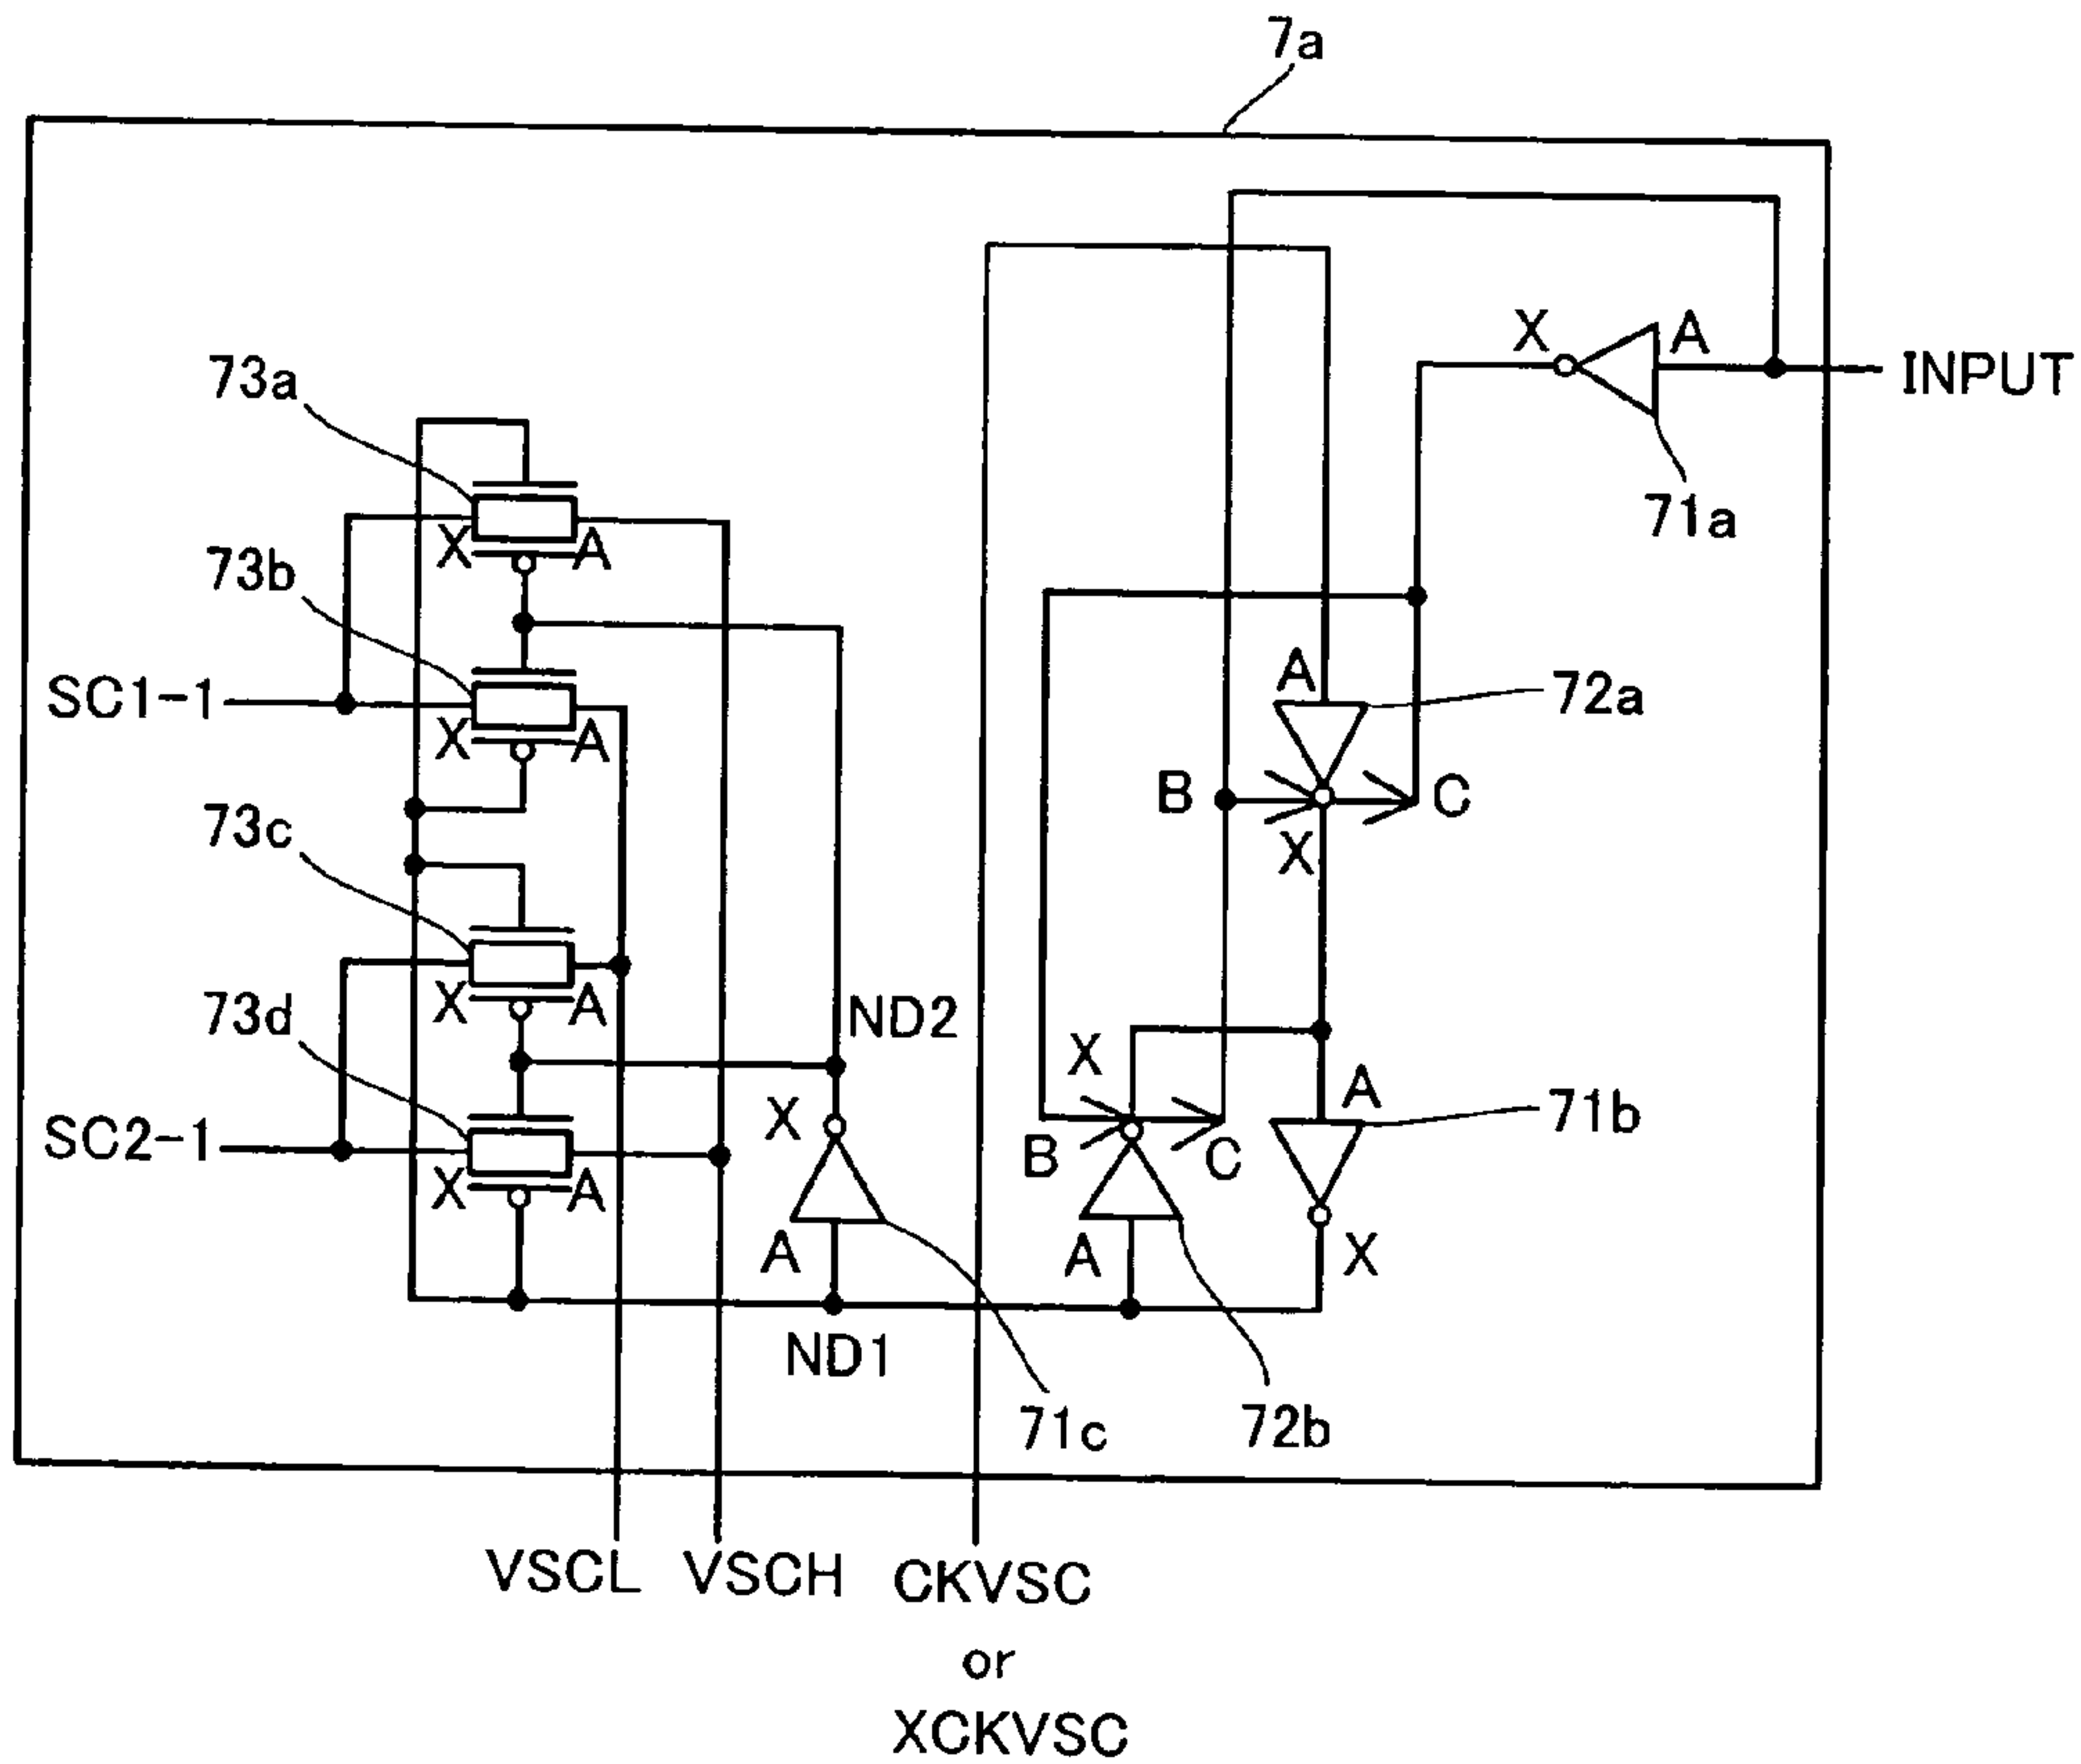 7a
X A
INPUT
73a
71a
X A
73b
A
72a
SC1-1
X A
B C
73c
X
X A
73d
ND2
X
A
71b
SC2-1
X
B C
X A
A
A
X
ND1
71c
72b
VSCL VSCH CKVSC
or
XCKVSC